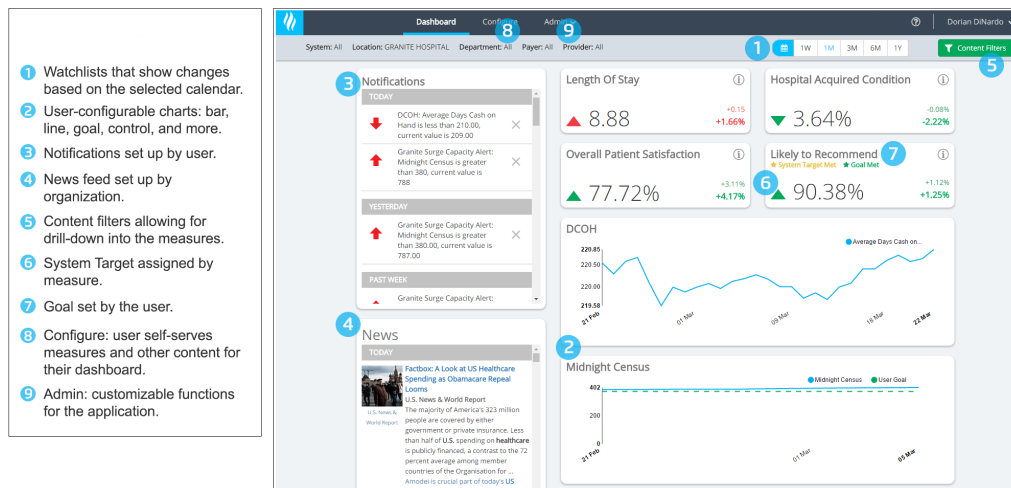 1 Watchlists that show changes
based on the selected calendar.
2 User-configurable charts: bar,
line, goal, control, and more.
3 Notifications set up by user.
4 News feed set up by
organization.
5 Content filters allowing for
drill-down into the measures.
6 System Target assigned by
measure.
7 Goal set by the user.
8 Configure: user self-serves
measures and other content for
their dashboard.
9 Admin: customizable functions
for the application.
Dashboard Configure Admin
8 9
? Dorian DiNardo
System: All Location: GRANITE HOSPITAL Department: All Payer: All Provider: All
1 1W 1M 3M 6M 1Y
Content Filters
5
3 Notifications
TODAY
DCOH: Average Days Cash on
Hand is less than 210.00,
current value is 209.00
Granite Surge Capacity Alert:
Midnight Census is greater
than 380, current value is
788
YESTERDAY
Granite Surge Capacity Alert:
Midnight Census is greater
than 380.00, current value is
787.00
PAST WEEK
Granite Surge Capacity Alert:
4
News
TODAY
Factbox: A Look at US Healthcare
Spending as Obamacare Repeal
Looms
U.S. News & World Report
U.S. News &
World Report
The majority of America's 323 million
people are covered by either
government or private insurance. Less
than half of U.S. spending on healthcare
is publicly financed, a contrast to the 72
percent average among member
countries of the Organisation for ...
Amodei is crucial part of today's US
Length Of Stay
8.88
+0.15
+1.66%
Hospital Acquired Condition
3.64%
-0.08%
-2.22%
Overall Patient Satisfaction
77.72%
+3.11%
+4.17%
Likely to Recommend 7
System Target Met Goal Met
6
90.38%
+1.12%
+1.25%
DCOH
Average Days Cash on...
220.85
220.50
220.00
219.58
21 Feb 01 Mar 09 Mar 16 Mar 22 Mar
2
Midnight Census
Midnight Census User Goal
402
200
0
21 Feb 01 Mar 05 Mar